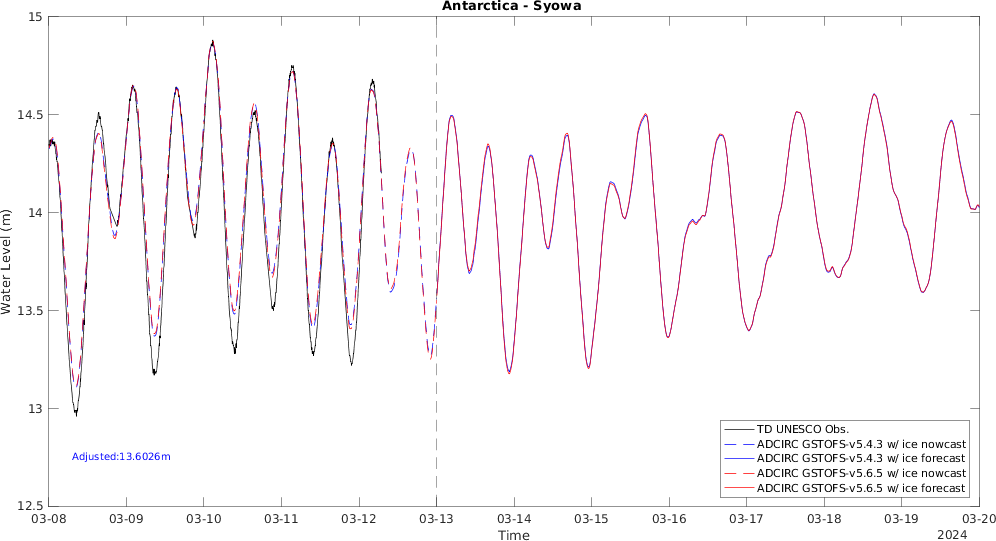 Antarctica - Syowa
15
14.5
14
13.5
13
12.5
Water Level (m)
Adjusted:13.6026m
TD UNESCO Obs.
ADCIRC GSTOFS-v5.4.3 w/ ice nowcast
ADCIRC GSTOFS-v5.4.3 w/ ice forecast
ADCIRC GSTOFS-v5.6.5 w/ ice nowcast
ADCIRC GSTOFS-v5.6.5 w/ ice forecast
03-08 03-09 03-10 03-11 03-12 03-13 03-14 03-15 03-16 03-17 03-18 03-19 03-20
Time
2024